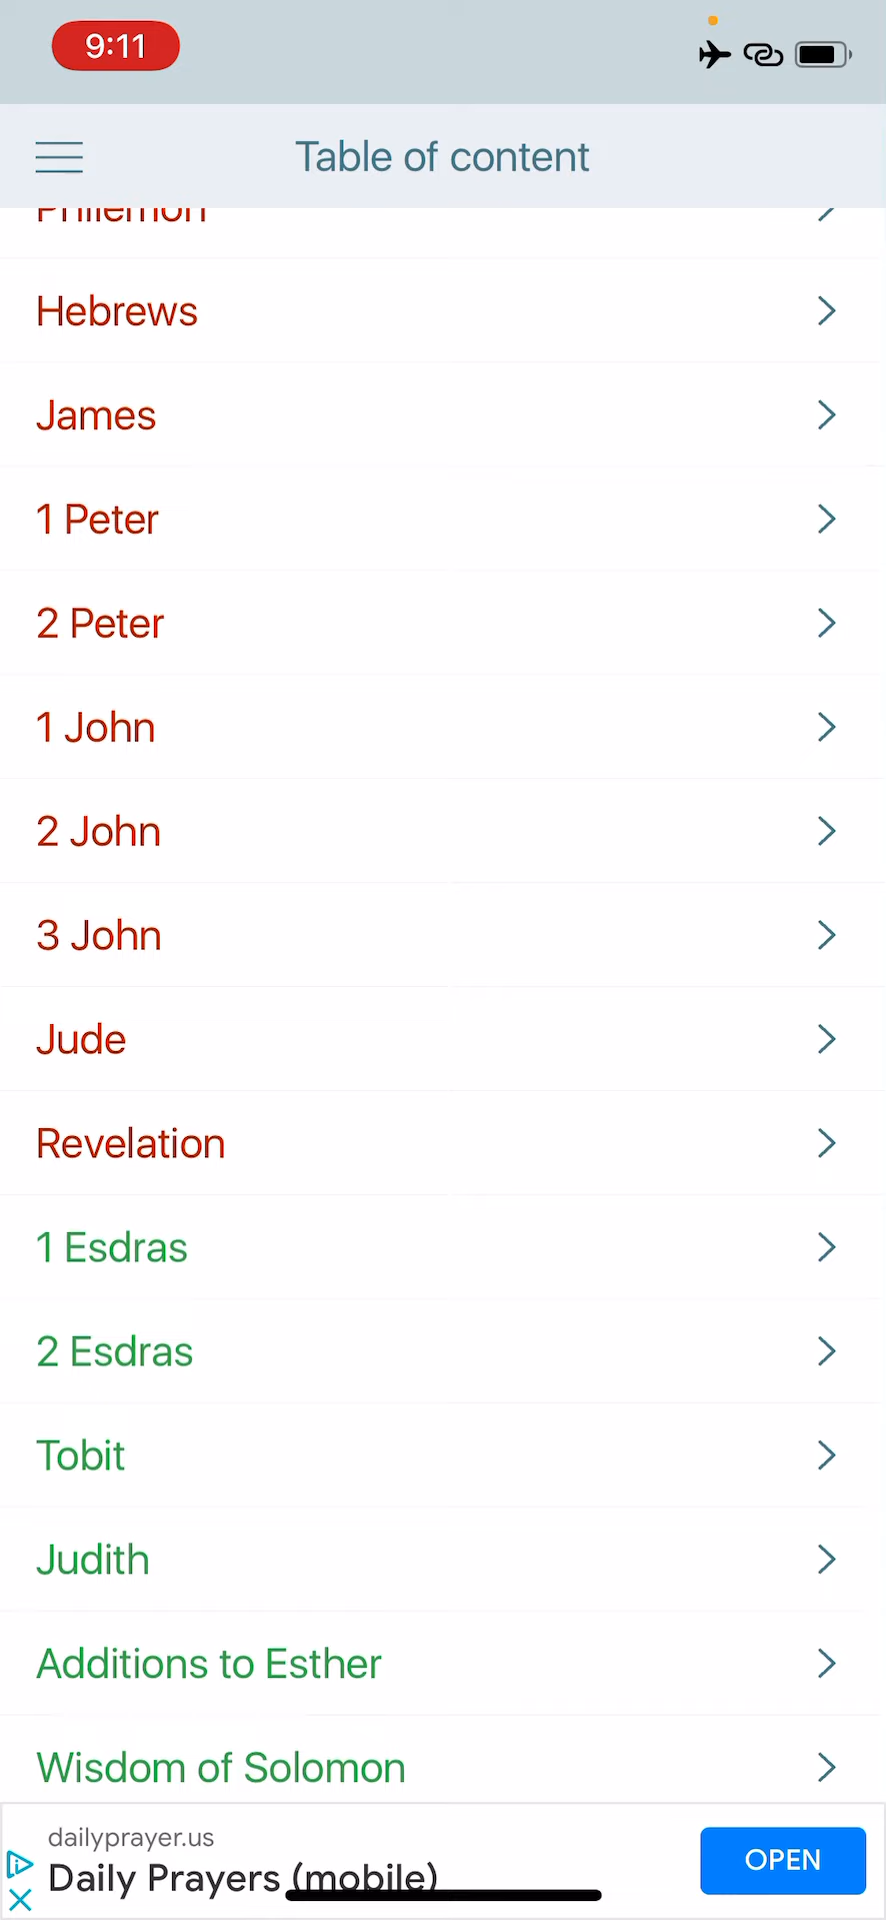 9:11
Table of content
Philemon
Hebrews
James
1 Peter
2 Peter
1 John
2 John
3 John
Jude
Revelation
1 Esdras
2 Esdras
Tobit
Judith
Additions to Esther
Wisdom of Solomon
dailyprayer.us
Daily Prayers (mobile)
OPEN